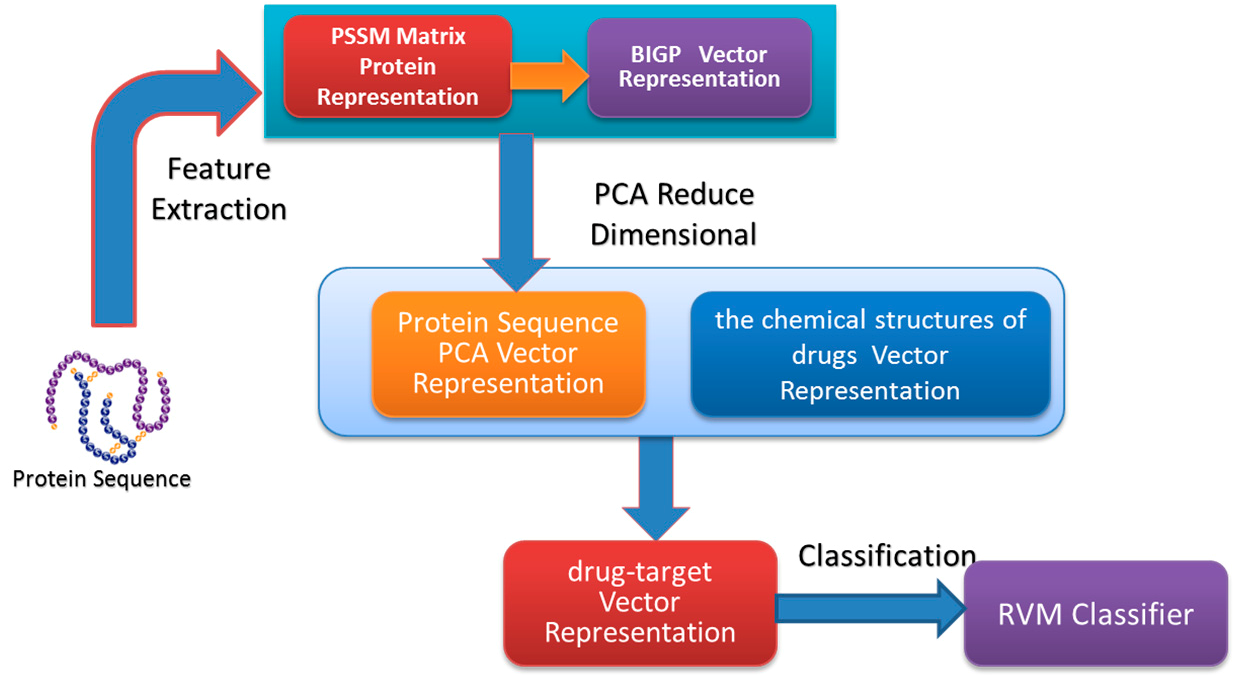 PSSM Matrix
Protein
Representation
BIGP Vector
Representation
Feature
Extraction
PCA Reduce
Dimensional
Protein Sequence
PCA Vector
Representation
the chemical structures of
drugs Vector
Representation
Protein Sequence
drug-target
Vector
Representation
Classification
RVM Classifier